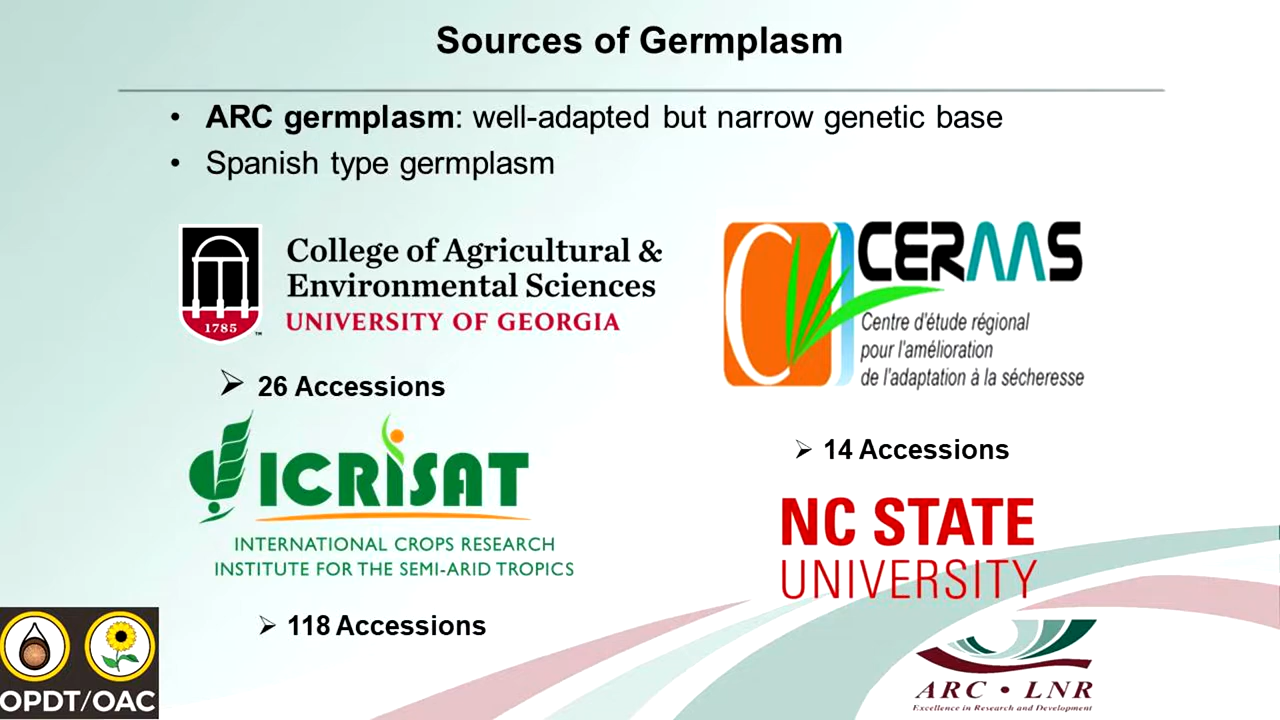 Sources of Germplasm
• ARC germplasm: well-adapted but narrow genetic base
• Spanish type germplasm
1785
College of Agricultural &
Environmental Sciences
UNIVERSITY OF GEORGIA
➢ 26 Accessions
CERAAS
Centre d'étude régional
pour l'amélioration
de l'adaptation à la sécheresse
➢ 14 Accessions
ICRISAT
INTERNATIONAL CROPS RESEARCH
INSTITUTE FOR THE SEMI-ARID TROPICS
➢ 118 Accessions
NC STATE
UNIVERSITY
OPDT/OAC
ARC • LNR
Excellence in Research and Development